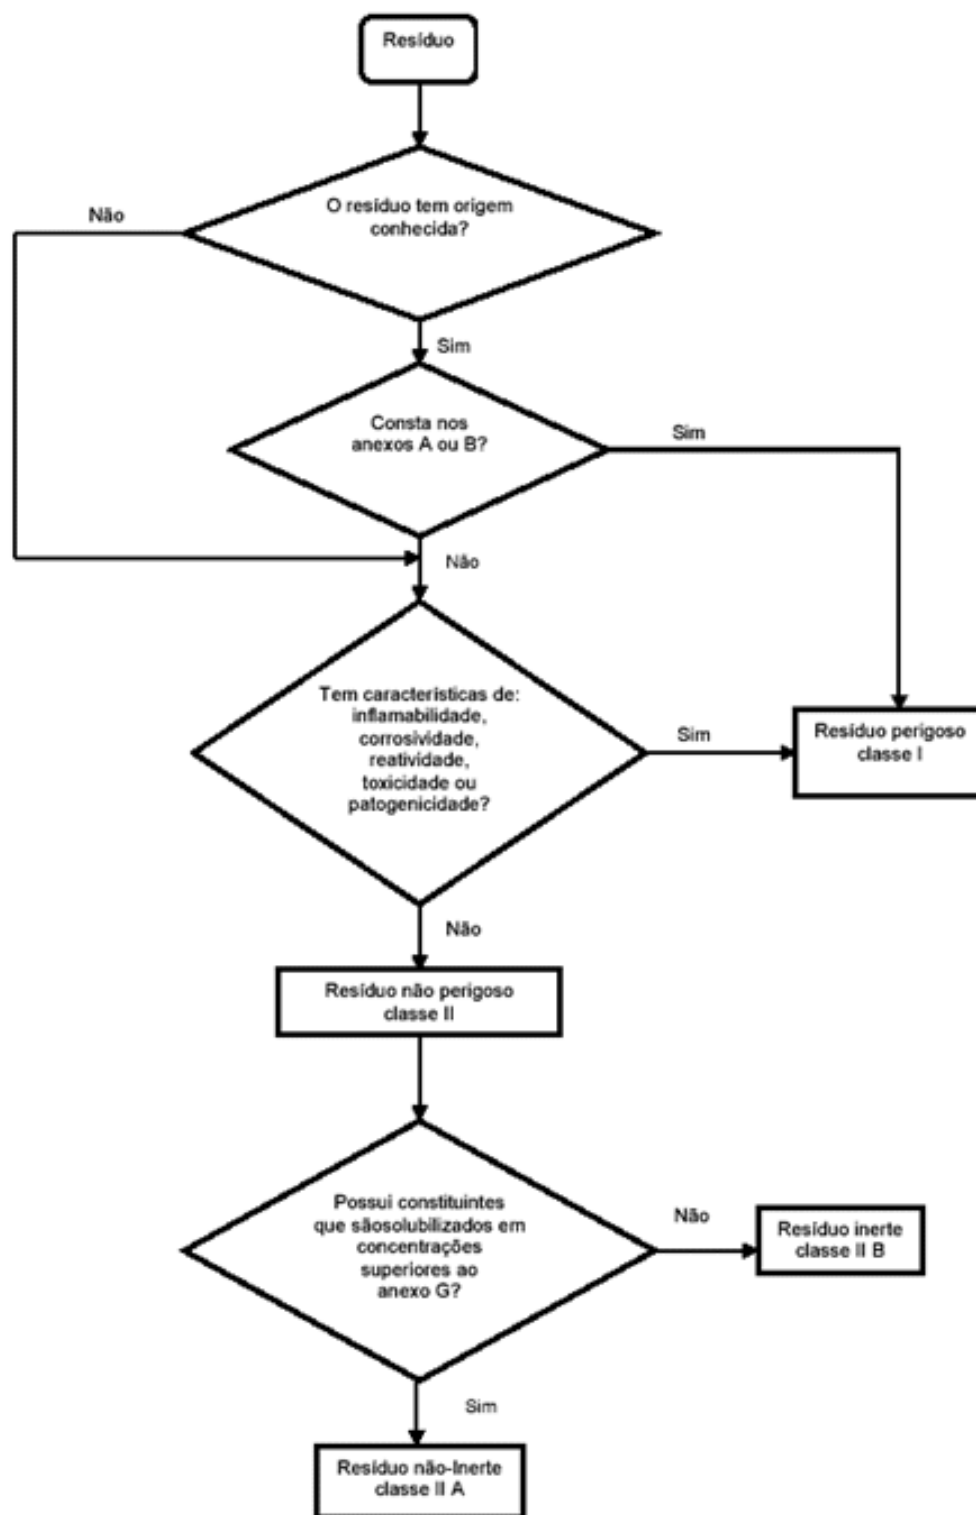 Resíduo
O resíduo tem origem
conhecida?
Não
Sim
Consta nos
anexos A ou B?
Sim
Não
Tem características de:
inflamabilidade,
corrosividade,
reatividade,
toxicidade ou
patogenicidade?
Sim
Resíduo perigoso
classe I
Não
Resíduo não perigoso
classe II
Possui constituintes
que sãosolubilizados em
concentrações
superiores ao
anexo G?
Não
Resíduo inerte
classe II B
Sim
Resíduo não-Inerte
classe II A